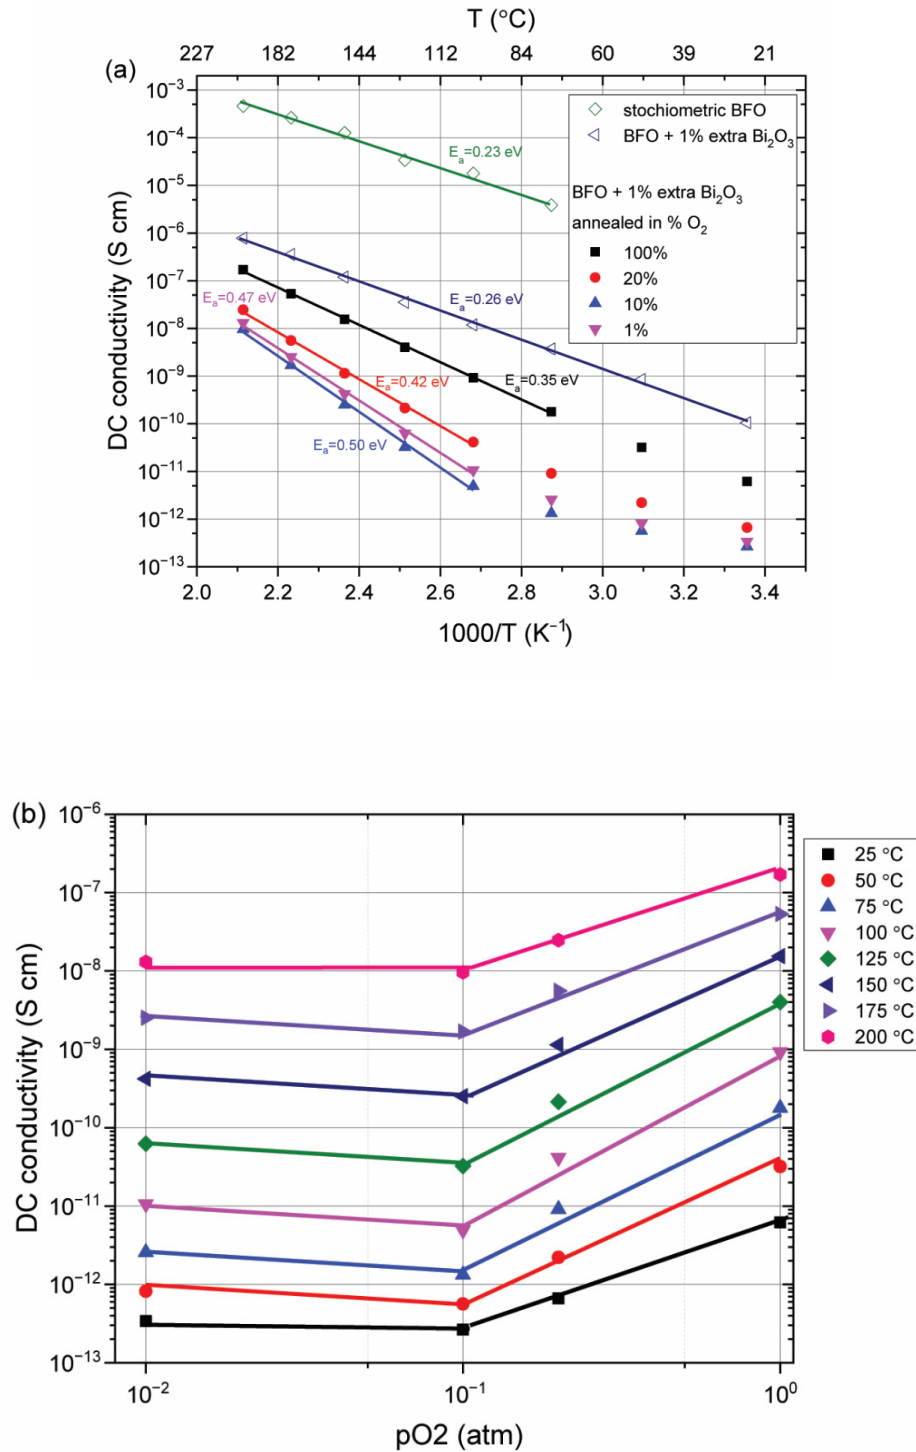 T (°C)
227 182 144 112 84 60 39 21
(a)
10⁻³
10⁻⁴
10⁻⁵
10⁻⁶
10⁻⁷
10⁻⁸
10⁻⁹
10⁻¹⁰
10⁻¹¹
10⁻¹²
10⁻¹³
DC conductivity (S cm)
Eₐ=0.23 eV
Eₐ=0.47 eV
Eₐ=0.26 eV
Eₐ=0.35 eV
Eₐ=0.42 eV
Eₐ=0.50 eV
stochiometric BFO
BFO + 1% extra Bi₂O₃
BFO + 1% extra Bi₂O₃
annealed in % O₂
100%
20%
10%
1%
2.0 2.2 2.4 2.6 2.8 3.0 3.2 3.4
1000/T (K⁻¹)
(b)
10⁻⁶
10⁻⁷
10⁻⁸
10⁻⁹
10⁻¹⁰
10⁻¹¹
10⁻¹²
10⁻¹³
DC conductivity (S cm)
25 °C
50 °C
75 °C
100 °C
125 °C
150 °C
175 °C
200 °C
10⁻² 10⁻¹ 10⁰
pO2 (atm)